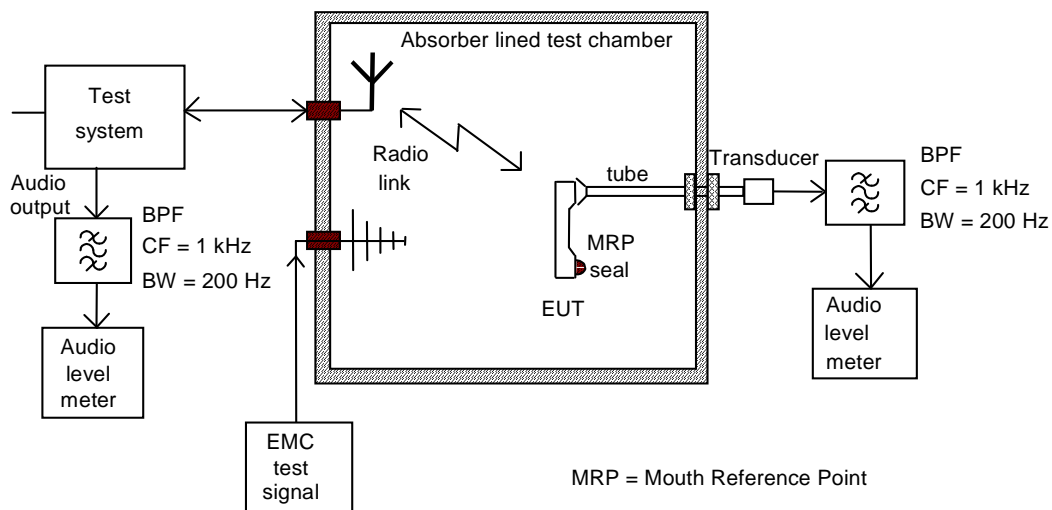 Absorber lined test chamber
Test
system
Radio
link
Audio
output
BPF
CF = 1 kHz
BW = 200 Hz
Audio
level
meter
EMC
test
signal
tube
MRP
seal
EUT
Transducer
BPF
CF = 1 kHz
BW = 200 Hz
Audio
level
meter
MRP = Mouth Reference Point